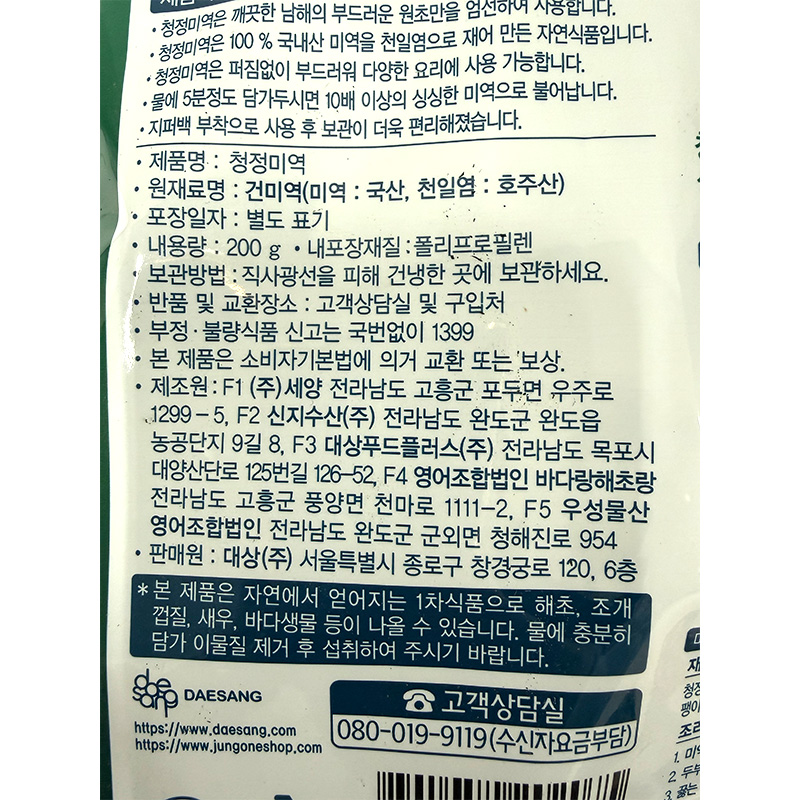 · 청정미역은 깨끗한 남해의 부드러운 원초만을 엄선하여 사용합니다.
· 청정미역은 100 % 국내산 미역을 천일염으로 재어 만든 자연식품입니다.
· 청정미역은 퍼짐없이 부드러워 다양한 요리에 사용 가능합니다.
· 물에 5분정도 담가두시면 10배 이상의 싱싱한 미역으로 불어납니다.
· 지퍼백 부착으로 사용 후 보관이 더욱 편리해졌습니다.
· 제품명 : 청정미역
· 원재료명 : 건미역(미역 : 국산, 천일염 : 호주산)
· 포장일자 : 별도 표기
· 내용량 : 200 g · 내포장재질 : 폴리프로필렌
· 보관방법 : 직사광선을 피해 건냉한 곳에 보관하세요.
· 반품 및 교환장소 : 고객상담실 및 구입처
· 부정 · 불량식품 신고는 국번없이 1399
· 본 제품은 소비자기본법에 의거 교환 또는 보상.
· 제조원 : F1 (주)세양 전라남도 고흥군 포두면 우주로
1299 – 5, F2 신지수산(주) 전라남도 완도군 완도읍
농공단지 9길 8, F3 대상푸드플러스(주) 전라남도 목포시
대양산단로 125번길 126–52, F4 영어조합법인 바다랑해초랑
전라남도 고흥군 풍양면 천마로 1111–2, F5 우성물산
영어조합법인 전라남도 완도군 군외면 청해진로 954
· 판매원 : 대상(주) 서울특별시 종로구 창경궁로 120, 6층
* 본 제품은 자연에서 얻어지는 1차식품으로 해초, 조개
껍질, 새우, 바다생물 등이 나올 수 있습니다. 물에 충분히
담가 이물질 제거 후 섭취하여 주시기 바랍니다.
DAESANG
☎ 고객상담실
080-019-9119(수신자요금부담)
https://www.daesang.com
https://www.jungoneshop.com
1. 미역
2. 두부
3. 끓는